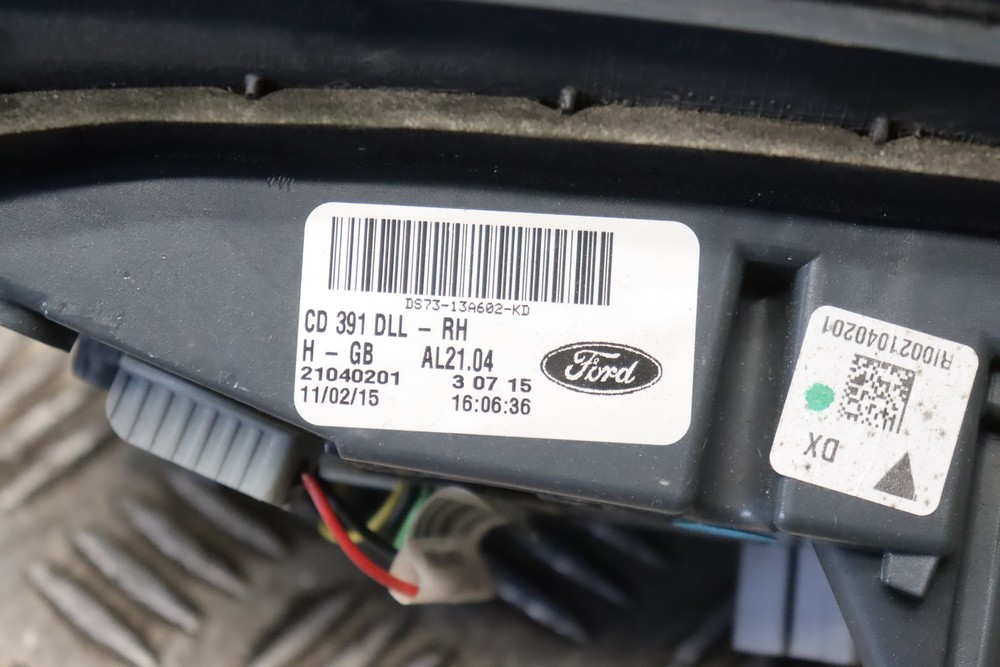 DS73-13A602-KD
CD 391 DLL - RH
H - GB AL21.04
Ford
21040201 3 07 15
11/02/15 16:06:36
RI0021040201
DX